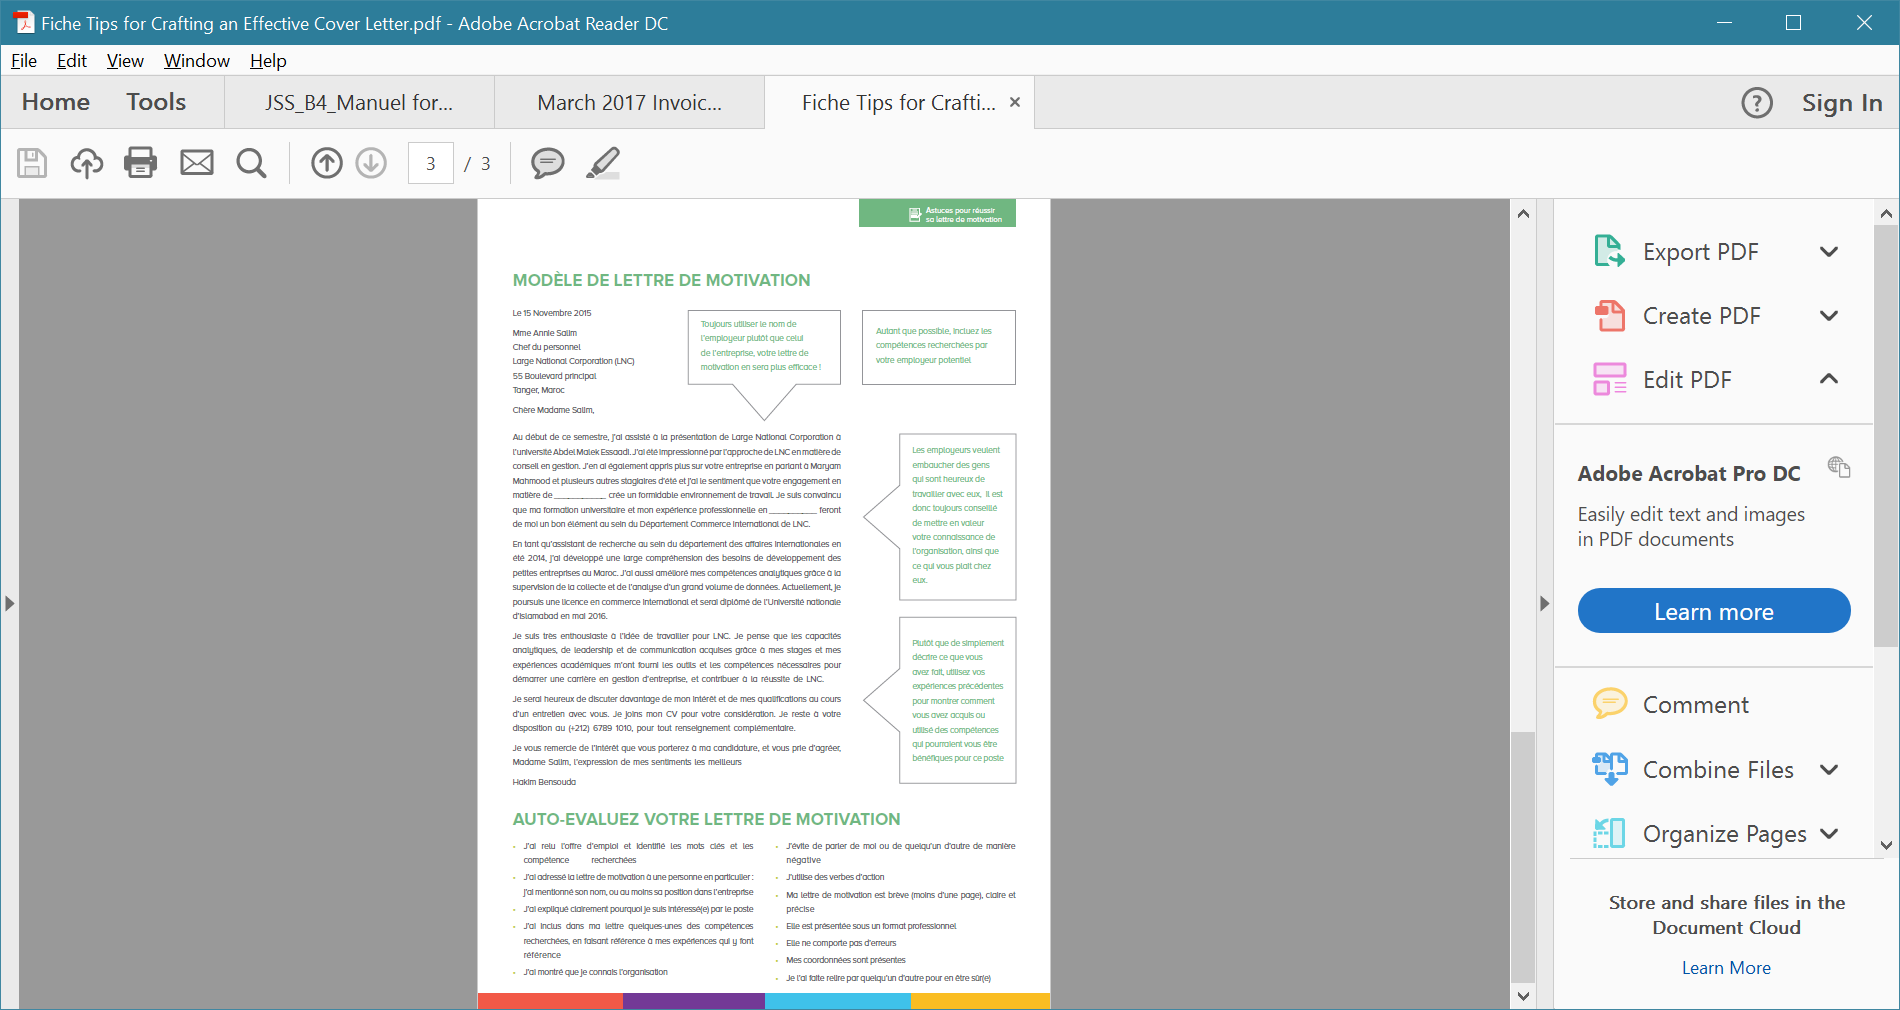 Fiche Tips for Crafting an Effective Cover Letter.pdf - Adobe Acrobat Reader DC
File Edit View Window Help
Home Tools JSS_B4_Manuel for... March 2017 Invoic... Fiche Tips for Crafti... Sign In
3 / 3
Astuces pour réussir
sa lettre de motivation
MODÈLE DE LETTRE DE MOTIVATION
Le 15 Novembre 2015
Mme Annie Salim
Chef du personnel
Large National Corporation (LNC)
55 Boulevard principal
Tanger, Maroc
Chère Madame Salim,
Toujours utiliser le nom de
l'employeur plutôt que celui
de l'entreprise, votre lettre de
motivation en sera plus efficace !
Autant que possible, incluez les
compétences recherchées par
votre employeur potentiel
Au début de ce semestre, j'ai assisté à la présentation de Large National Corporation à
l'université Abdel Malek Essaadi. J'ai été impressionné par l'approche de LNC en matière de
conseil en gestion. J'en ai également appris plus sur votre entreprise en parlant à Maryam
Mahmood et plusieurs autres stagiaires d'été et j'ai le sentiment que votre engagement en
matière de ___________ crée un formidable environnement de travail. Je suis convaincu
que ma formation universitaire et mon expérience professionnelle en __________ feront
de moi un bon élément au sein du Département Commerce International de LNC.
En tant qu'assistant de recherche au sein du département des affaires internationales en
été 2014, j'ai développé une large compréhension des besoins de développement des
petites entreprises au Maroc. J'ai aussi amélioré mes compétences analytiques grâce à la
supervision de la collecte et de l'analyse d'un grand volume de données. Actuellement, je
poursuis une licence en commerce international et serai diplômé de l'Université nationale
d'Islamabad en mai 2016.
Je suis très enthousiaste à l'idée de travailler pour LNC. Je pense que les capacités
analytiques, de leadership et de communication acquises grâce à mes stages et mes
expériences académiques m'ont fourni les outils et les compétences nécessaires pour
démarrer une carrière en gestion d'entreprise, et contribuer à la réussite de LNC.
Je serai heureux de discuter davantage de mon intérêt et de mes qualifications au cours
d'un entretien avec vous. Je joins mon CV pour votre considération. Je reste à votre
disposition au (+212) 6789 1010, pour tout renseignement complémentaire.
Je vous remercie de l'intérêt que vous porterez à ma candidature, et vous prie d'agréer,
Madame Salim, l'expression de mes sentiments les meilleurs
Hakim Bensouda
Les employeurs veulent
embaucher des gens
qui sont heureux de
travailler avec eux, il est
donc toujours conseillé
de mettre en valeur
votre connaissance de
l'organisation, ainsi que
ce qui vous plait chez
eux.
Plutôt que de simplement
décrire ce que vous
avez fait, utilisez vos
expériences précédentes
pour montrer comment
vous avez acquis ou
utilisé des compétences
qui pourraient vous être
bénéfiques pour ce poste
AUTO-EVALUEZ VOTRE LETTRE DE MOTIVATION
- J'ai relu l'offre d'emploi et identifié les mots clés et les
compétence recherchées
- J'ai adressé la lettre de motivation à une personne en particulier :
j'ai mentionné son nom, ou au moins sa position dans l'entreprise
- J'ai expliqué clairement pourquoi je suis intéressé(e) par le poste
- J'ai inclus dans ma lettre quelques-unes des compétences
recherchées, en faisant référence à mes expériences qui y font
référence
- J'ai montré que je connais l'organisation
- J'évite de parler de moi ou de quelqu'un d'autre de manière
négative
- J'utilise des verbes d'action
- Ma lettre de motivation est brève (moins d'une page), claire et
précise
- Elle est présentée sous un format professionnel
- Elle ne comporte pas d'erreurs
- Mes coordonnées sont présentes
- Je l'ai faite relire par quelqu'un d'autre pour en être sûr(e)
Export PDF
Create PDF
Edit PDF
Adobe Acrobat Pro DC
Easily edit text and images
in PDF documents
Learn more
Comment
Combine Files
Organize Pages
Store and share files in the
Document Cloud
Learn More